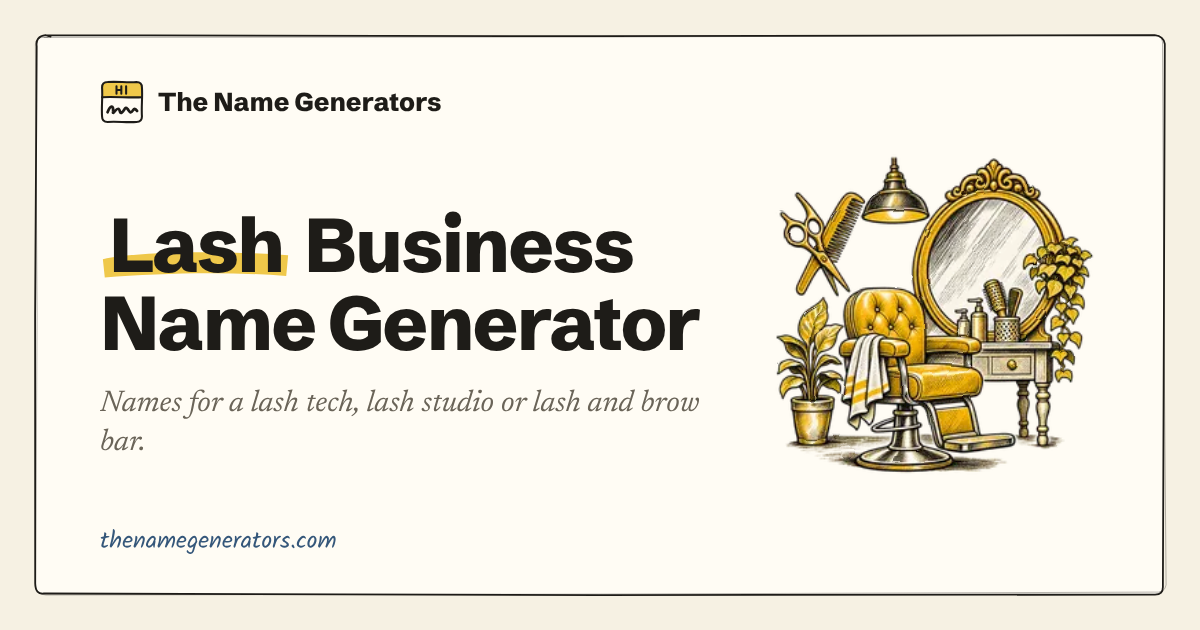 HI
The Name Generators
Lash Business
Name Generator
Names for a lash tech, lash studio or lash and brow
bar.
thenamegenerators.com